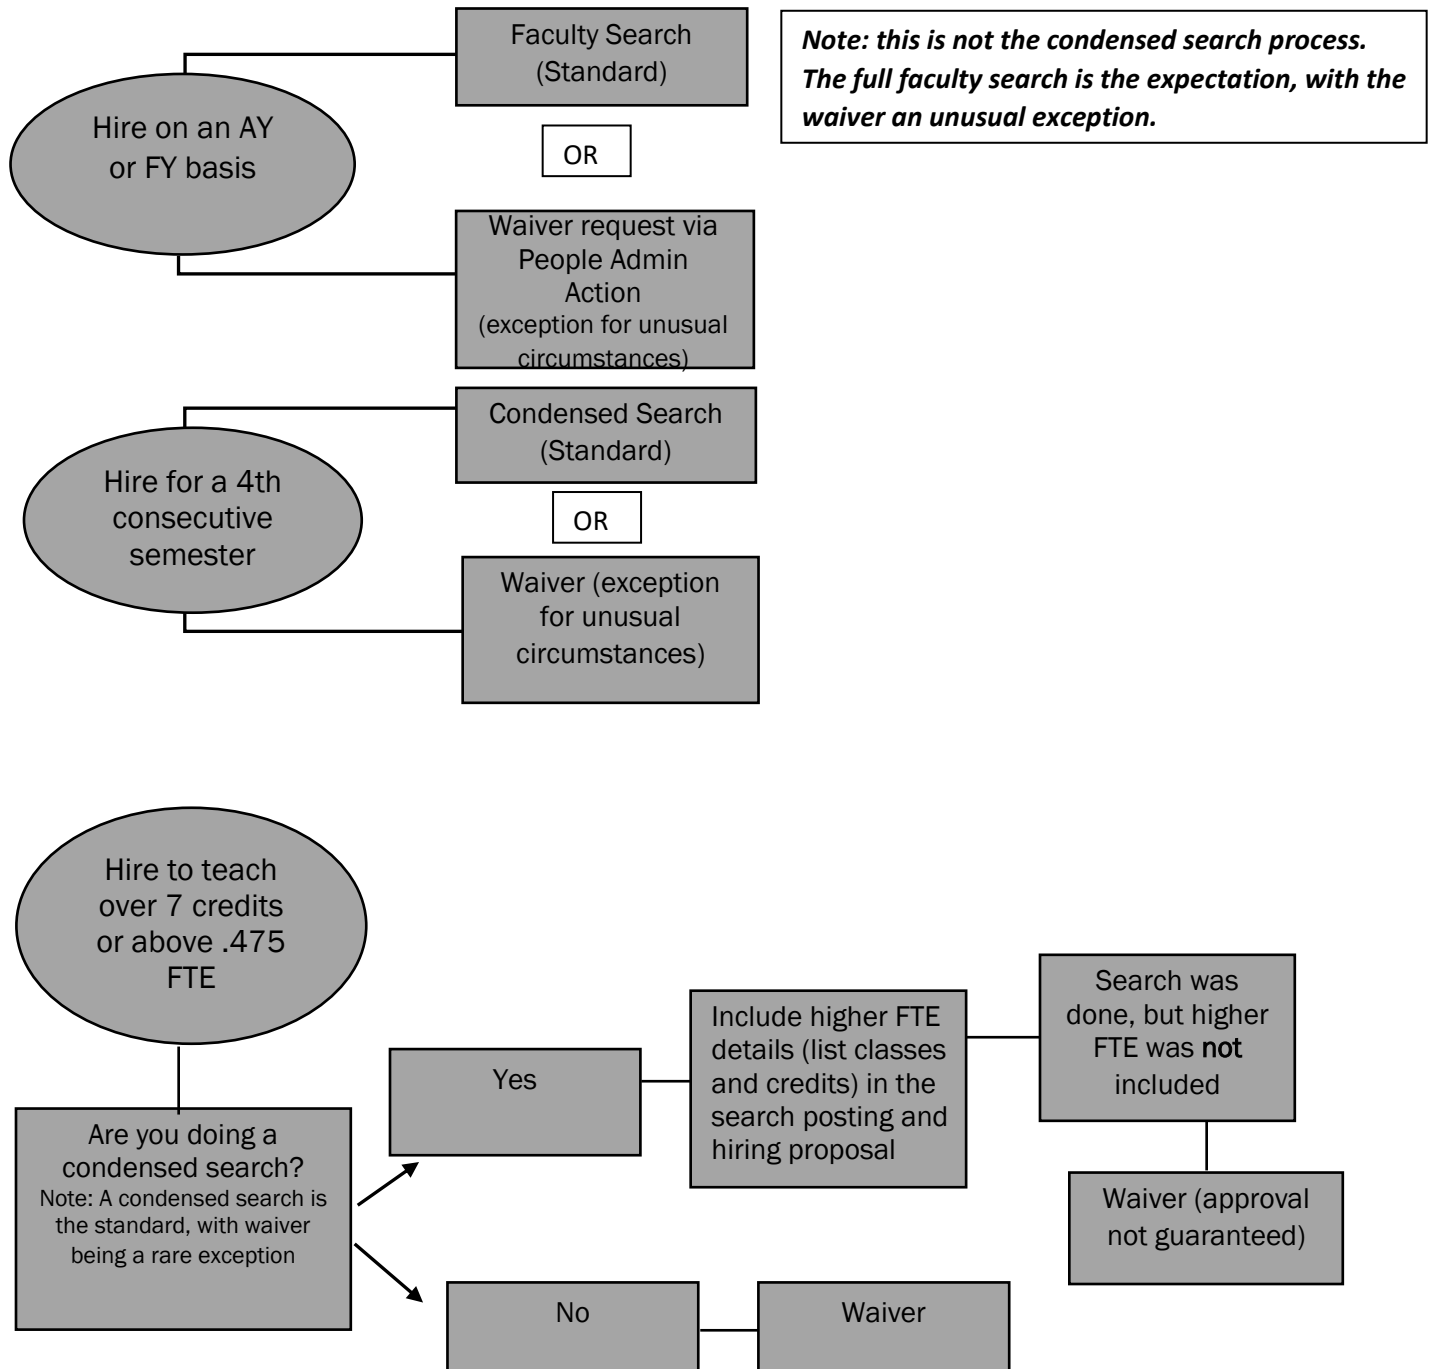 Faculty Search
(Standard)
Note: this is not the condensed search process.
The full faculty search is the expectation, with the
waiver an unusual exception.
Hire on an AY
or FY basis
OR
Waiver request via
People Admin
Action
(exception for unusual
circumstances)
Condensed Search
(Standard)
Hire for a 4th
consecutive
semester
OR
Waiver (exception
for unusual
circumstances)
Hire to teach
over 7 credits
or above .475
FTE
Are you doing a
condensed search?
Note: A condensed search is
the standard, with waiver
being a rare exception
Yes
Include higher FTE
details (list classes
and credits) in the
search posting and
hiring proposal
Search was
done, but higher
FTE was not
included
Waiver (approval
not guaranteed)
No
Waiver